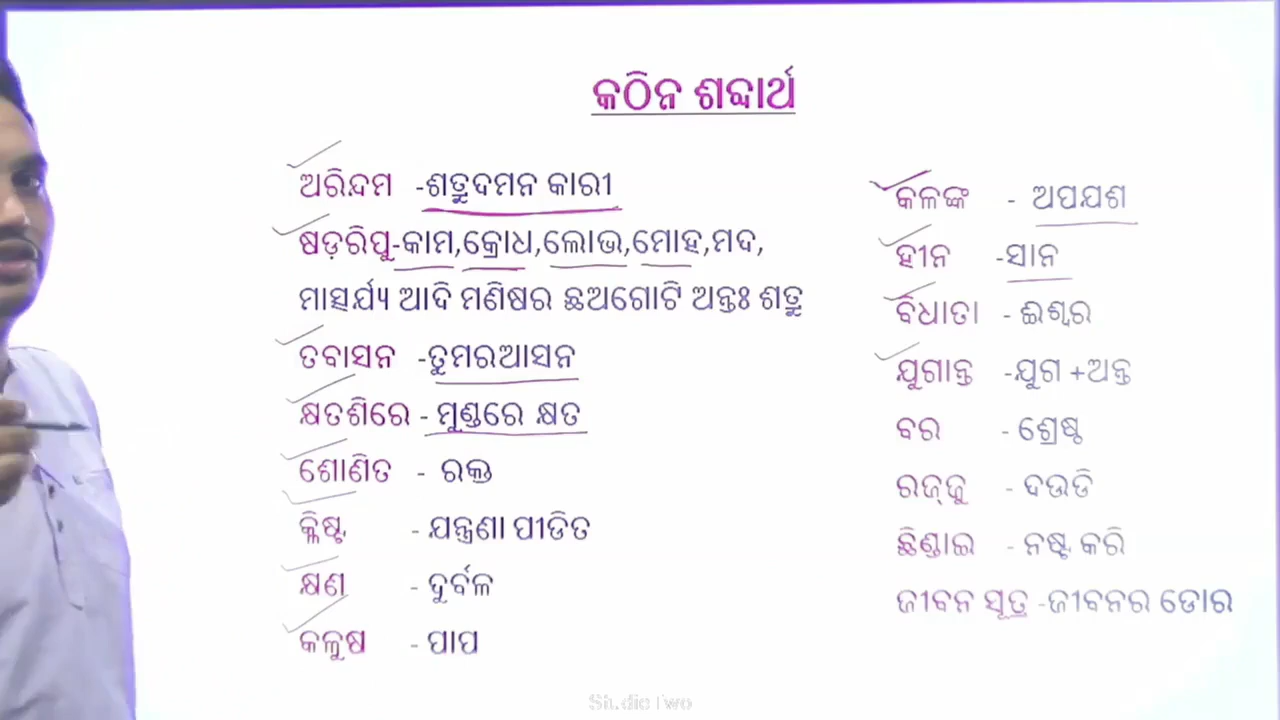 କଠିନ ଶବ୍ଦାର୍ଥ
ଅରିନ୍ଦମ -ଶତ୍ରୁଦମନ କାରୀ
ଷଡ଼ରିପୁ-କାମ,କ୍ରୋଧ,ଲୋଭ,ମୋହ,ମଦ,
ମାତ୍ସର୍ଯ୍ୟ ଆଦି ମଣିଷର ଛଅଗୋଟି ଅନ୍ତଃ ଶତ୍ରୁ
ତବାସନ -ତୁମରଆସନ
କ୍ଷତଶିରେ - ମୁଣ୍ଡରେ କ୍ଷତ
ଶୋଣିତ - ରକ୍ତ
କ୍ଳିଷ୍ଟ - ଯନ୍ତ୍ରଣା ପୀଡିତ
କ୍ଷଣ - ଦୁର୍ବଳ
କଳୁଷ - ପାପ
କଳଙ୍କ - ଅପଯଶ
ହୀନ -ସାନ
ବିଧାତା - ଈଶ୍ୱର
ଯୁଗାନ୍ତ -ଯୁଗ +ଅନ୍ତ
ବର - ଶ୍ରେଷ୍ଠ
ରଜ୍ଜୁ - ଦଉଡି
ଛିଣ୍ଡାଇ - ନଷ୍ଟ କରି
ଜୀବନ ସୂତ୍ର -ଜୀବନର ଡୋର